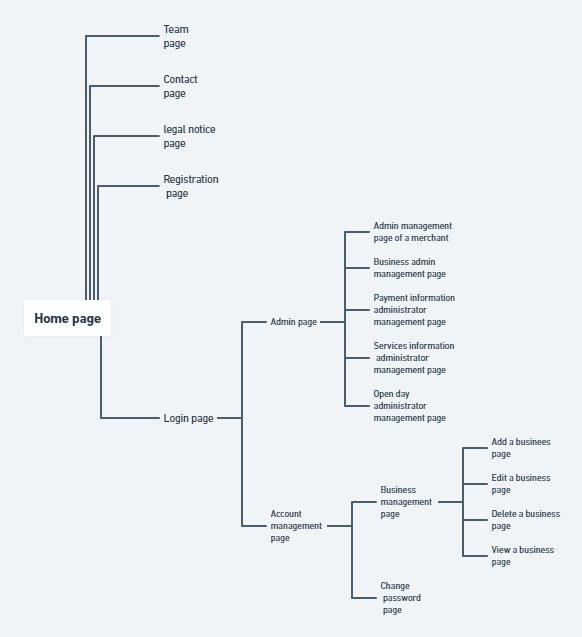 Team
page
Contact
page
legal notice
page
Registration
page
Home page
Login page
Admin page
Admin management
page of a merchant
Business admin
management page
Payment information
administrator
management page
Services information
administrator
management page
Open day
administrator
management page
Account
management
page
Business
management
page
Add a businees
page
Edit a business
page
Delete a business
page
View a business
page
Change
password
page